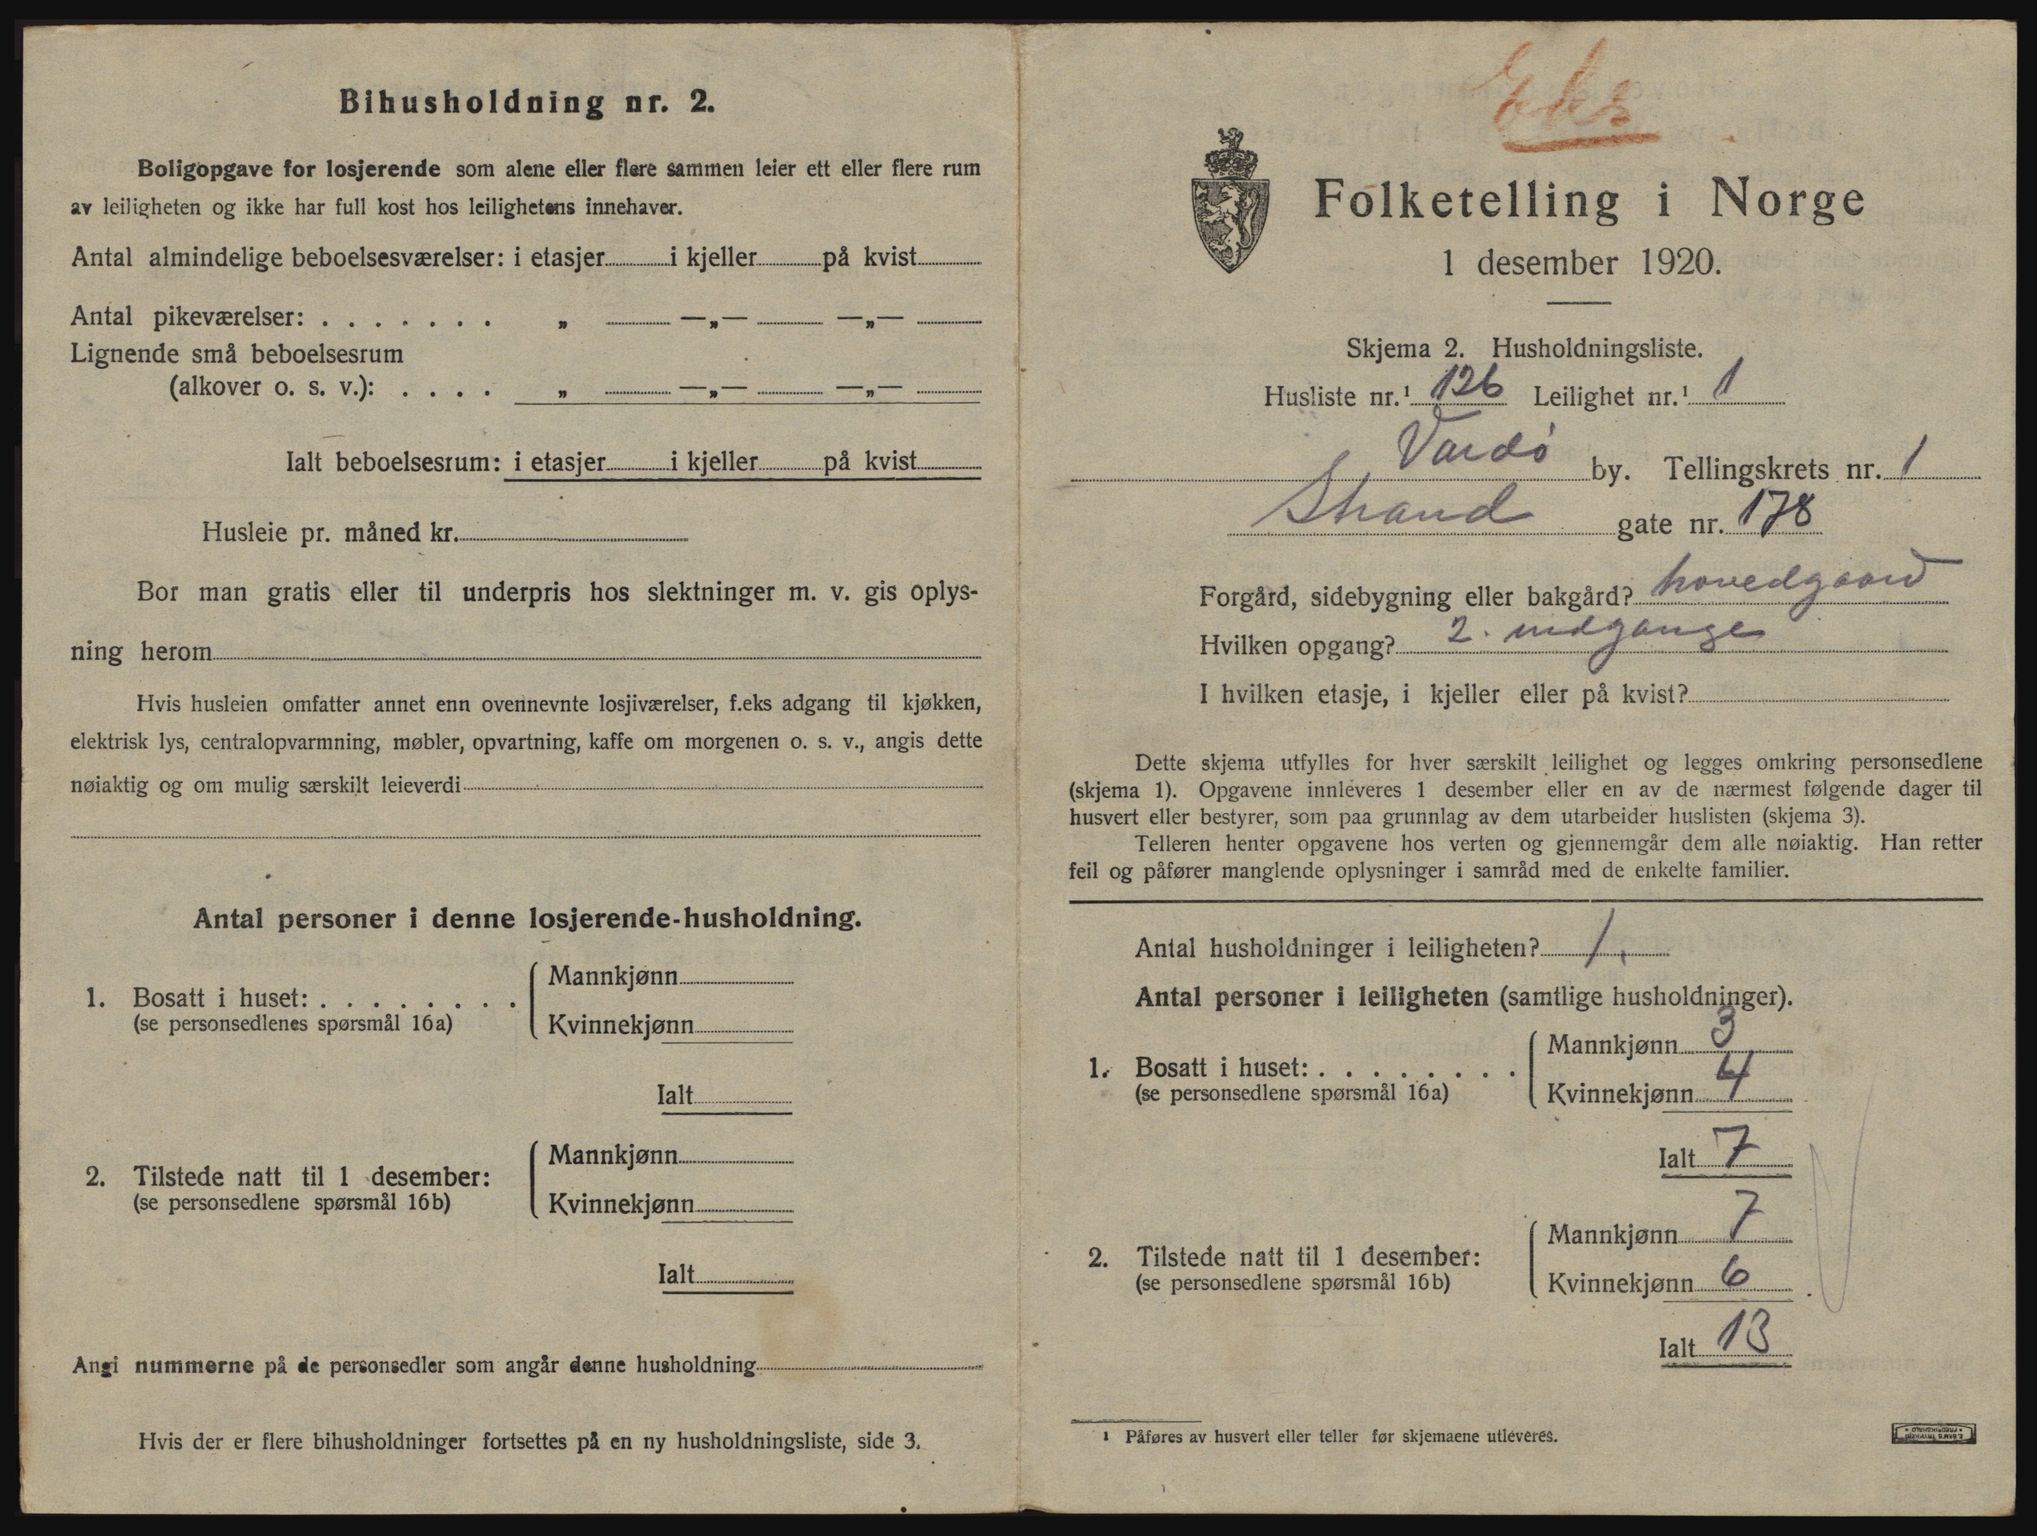 Bihusholdning nr. 2.
Boligopgave for losjerende som alene eller flere sammen leier ett eller flere rum
av leiligheten og ikke har full kost hos leilighetens innehaver.
Antal almindelige beboelsesværelser: i etasjer i kjeller på kvist
Antal pikeværelser: . . . . . . . „ —„— —„—
Lignende små beboelsesrum
(alkover o. s. v.): . . . . „ —„— —„—
Ialt beboelsesrum: i etasjer i kjeller på kvist
Husleie pr. måned kr.
Bor man gratis eller til underpris hos slektninger m. v. gis oplys-
ning herom
Hvis husleien omfatter annet enn ovennevnte losjiværelser, f.eks adgang til kjøkken,
elektrisk lys, centralopvarmning, møbler, opvartning, kaffe om morgenen o. s. v., angis dette
nøiaktig og om mulig særskilt leieverdi
Antal personer i denne losjerende-husholdning.
Mannkjønn
1. Bosatt i huset: . . . . . . . .
(se personsedlenes spørsmål 16a)
Kvinnekjønn
Ialt
Mannkjønn
2. Tilstede natt til 1 desember:
(se personsedlene spørsmål 16b)
Kvinnekjønn
Ialt
Angi nummerne på de personsedler som angår denne husholdning
Hvis der er flere bihusholdninger fortsettes på en ny husholdningsliste, side 3.
Folketelling i Norge
1 desember 1920.
Skjema 2. Husholdningsliste.
Husliste nr.¹ 126 Leilighet nr.¹ 1
Vardö by. Tellingskrets nr. 1
Strand gate nr. 178
Forgård, sidebygning eller bakgård? hovedgaard
Hvilken opgang? 2. indgange
I hvilken etasje, i kjeller eller på kvist?
Dette skjema utfylles for hver særskilt leilighet og legges omkring personsedlene
(skjema 1). Opgavene innleveres 1 desember eller en av de nærmest følgende dager til
husvert eller bestyrer, som paa grunnlag av dem utarbeider huslisten (skjema 3).
Telleren henter opgavene hos verten og gjennemgår dem alle nøiaktig. Han retter
feil og påfører manglende oplysninger i samråd med de enkelte familier.
Antal husholdninger i leiligheten? 1.
Antal personer i leiligheten (samtlige husholdninger).
Mannkjønn 3
1. Bosatt i huset: . . . . . . . .
(se personsedlene spørsmål 16a)
Kvinnekjønn 4
Ialt 7
Mannkjønn 7
2. Tilstede natt til 1 desember:
(se personsedlene spørsmål 16b)
Kvinnekjønn 6
Ialt 13
¹ Påføres av husvert eller teller før skjemaene utleveres.